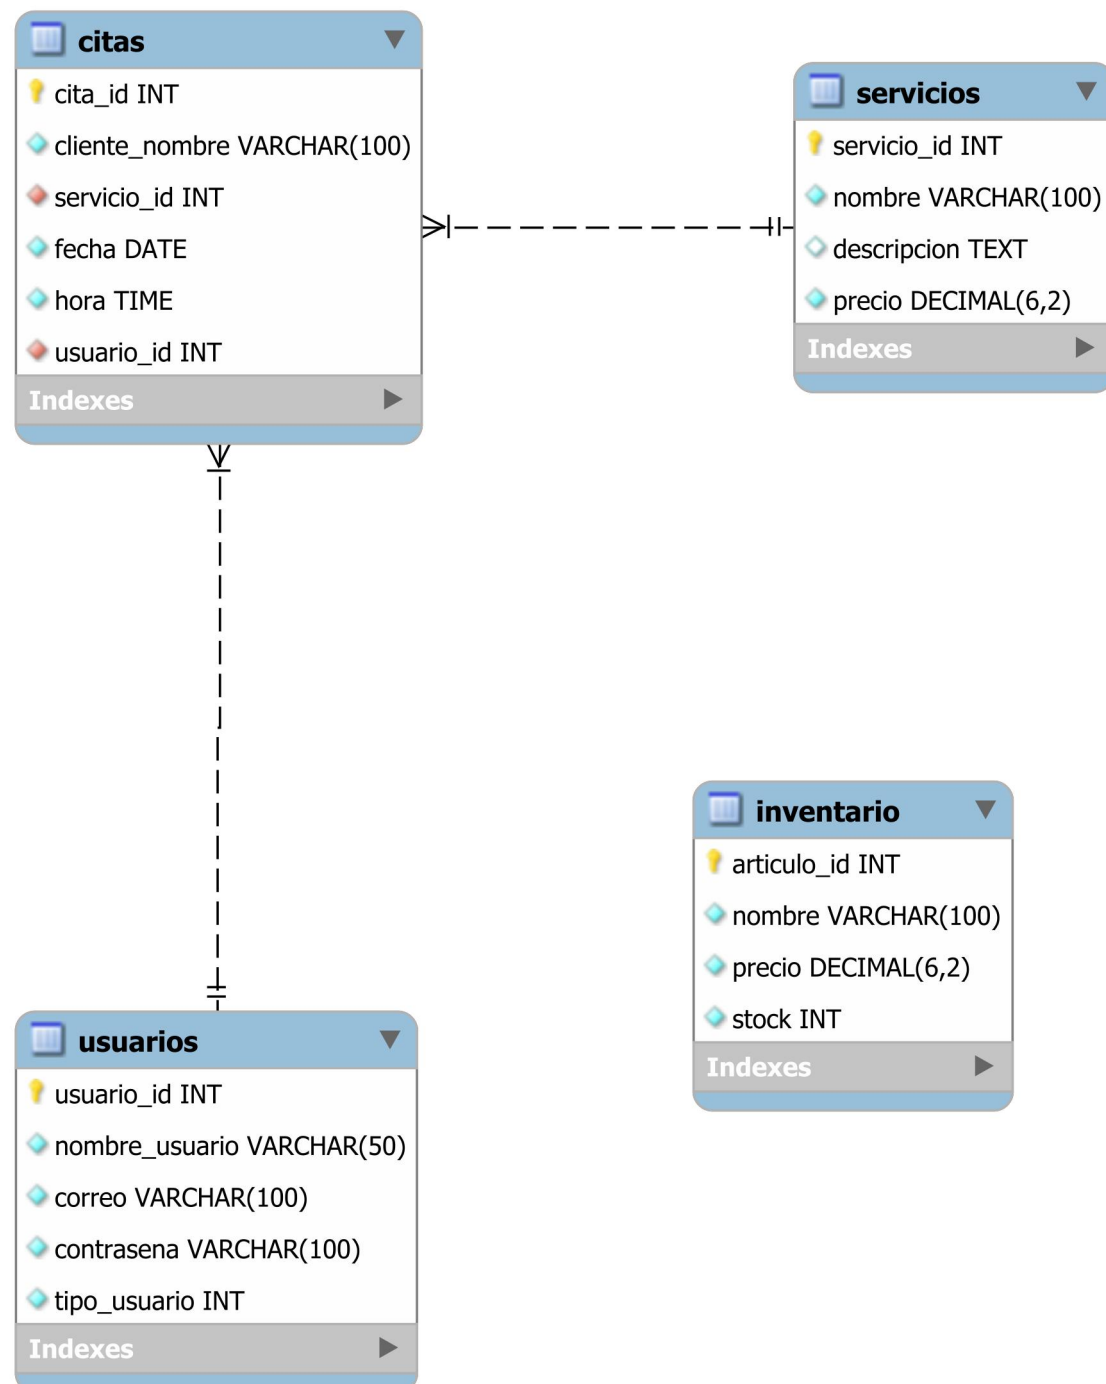 citas
cita_id INT
cliente_nombre VARCHAR(100)
servicio_id INT
fecha DATE
hora TIME
usuario_id INT
Indexes
servicios
servicio_id INT
nombre VARCHAR(100)
descripcion TEXT
precio DECIMAL(6,2)
Indexes
inventario
articulo_id INT
nombre VARCHAR(100)
precio DECIMAL(6,2)
stock INT
Indexes
usuarios
usuario_id INT
nombre_usuario VARCHAR(50)
correo VARCHAR(100)
contrasena VARCHAR(100)
tipo_usuario INT
Indexes